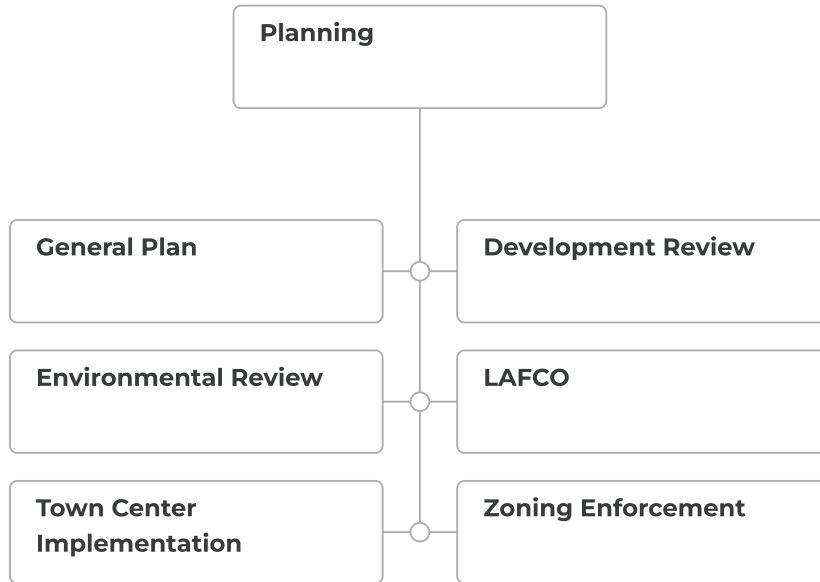 Planning
General Plan
Development Review
Environmental Review
LAFCO
Town Center
Implementation
Zoning Enforcement